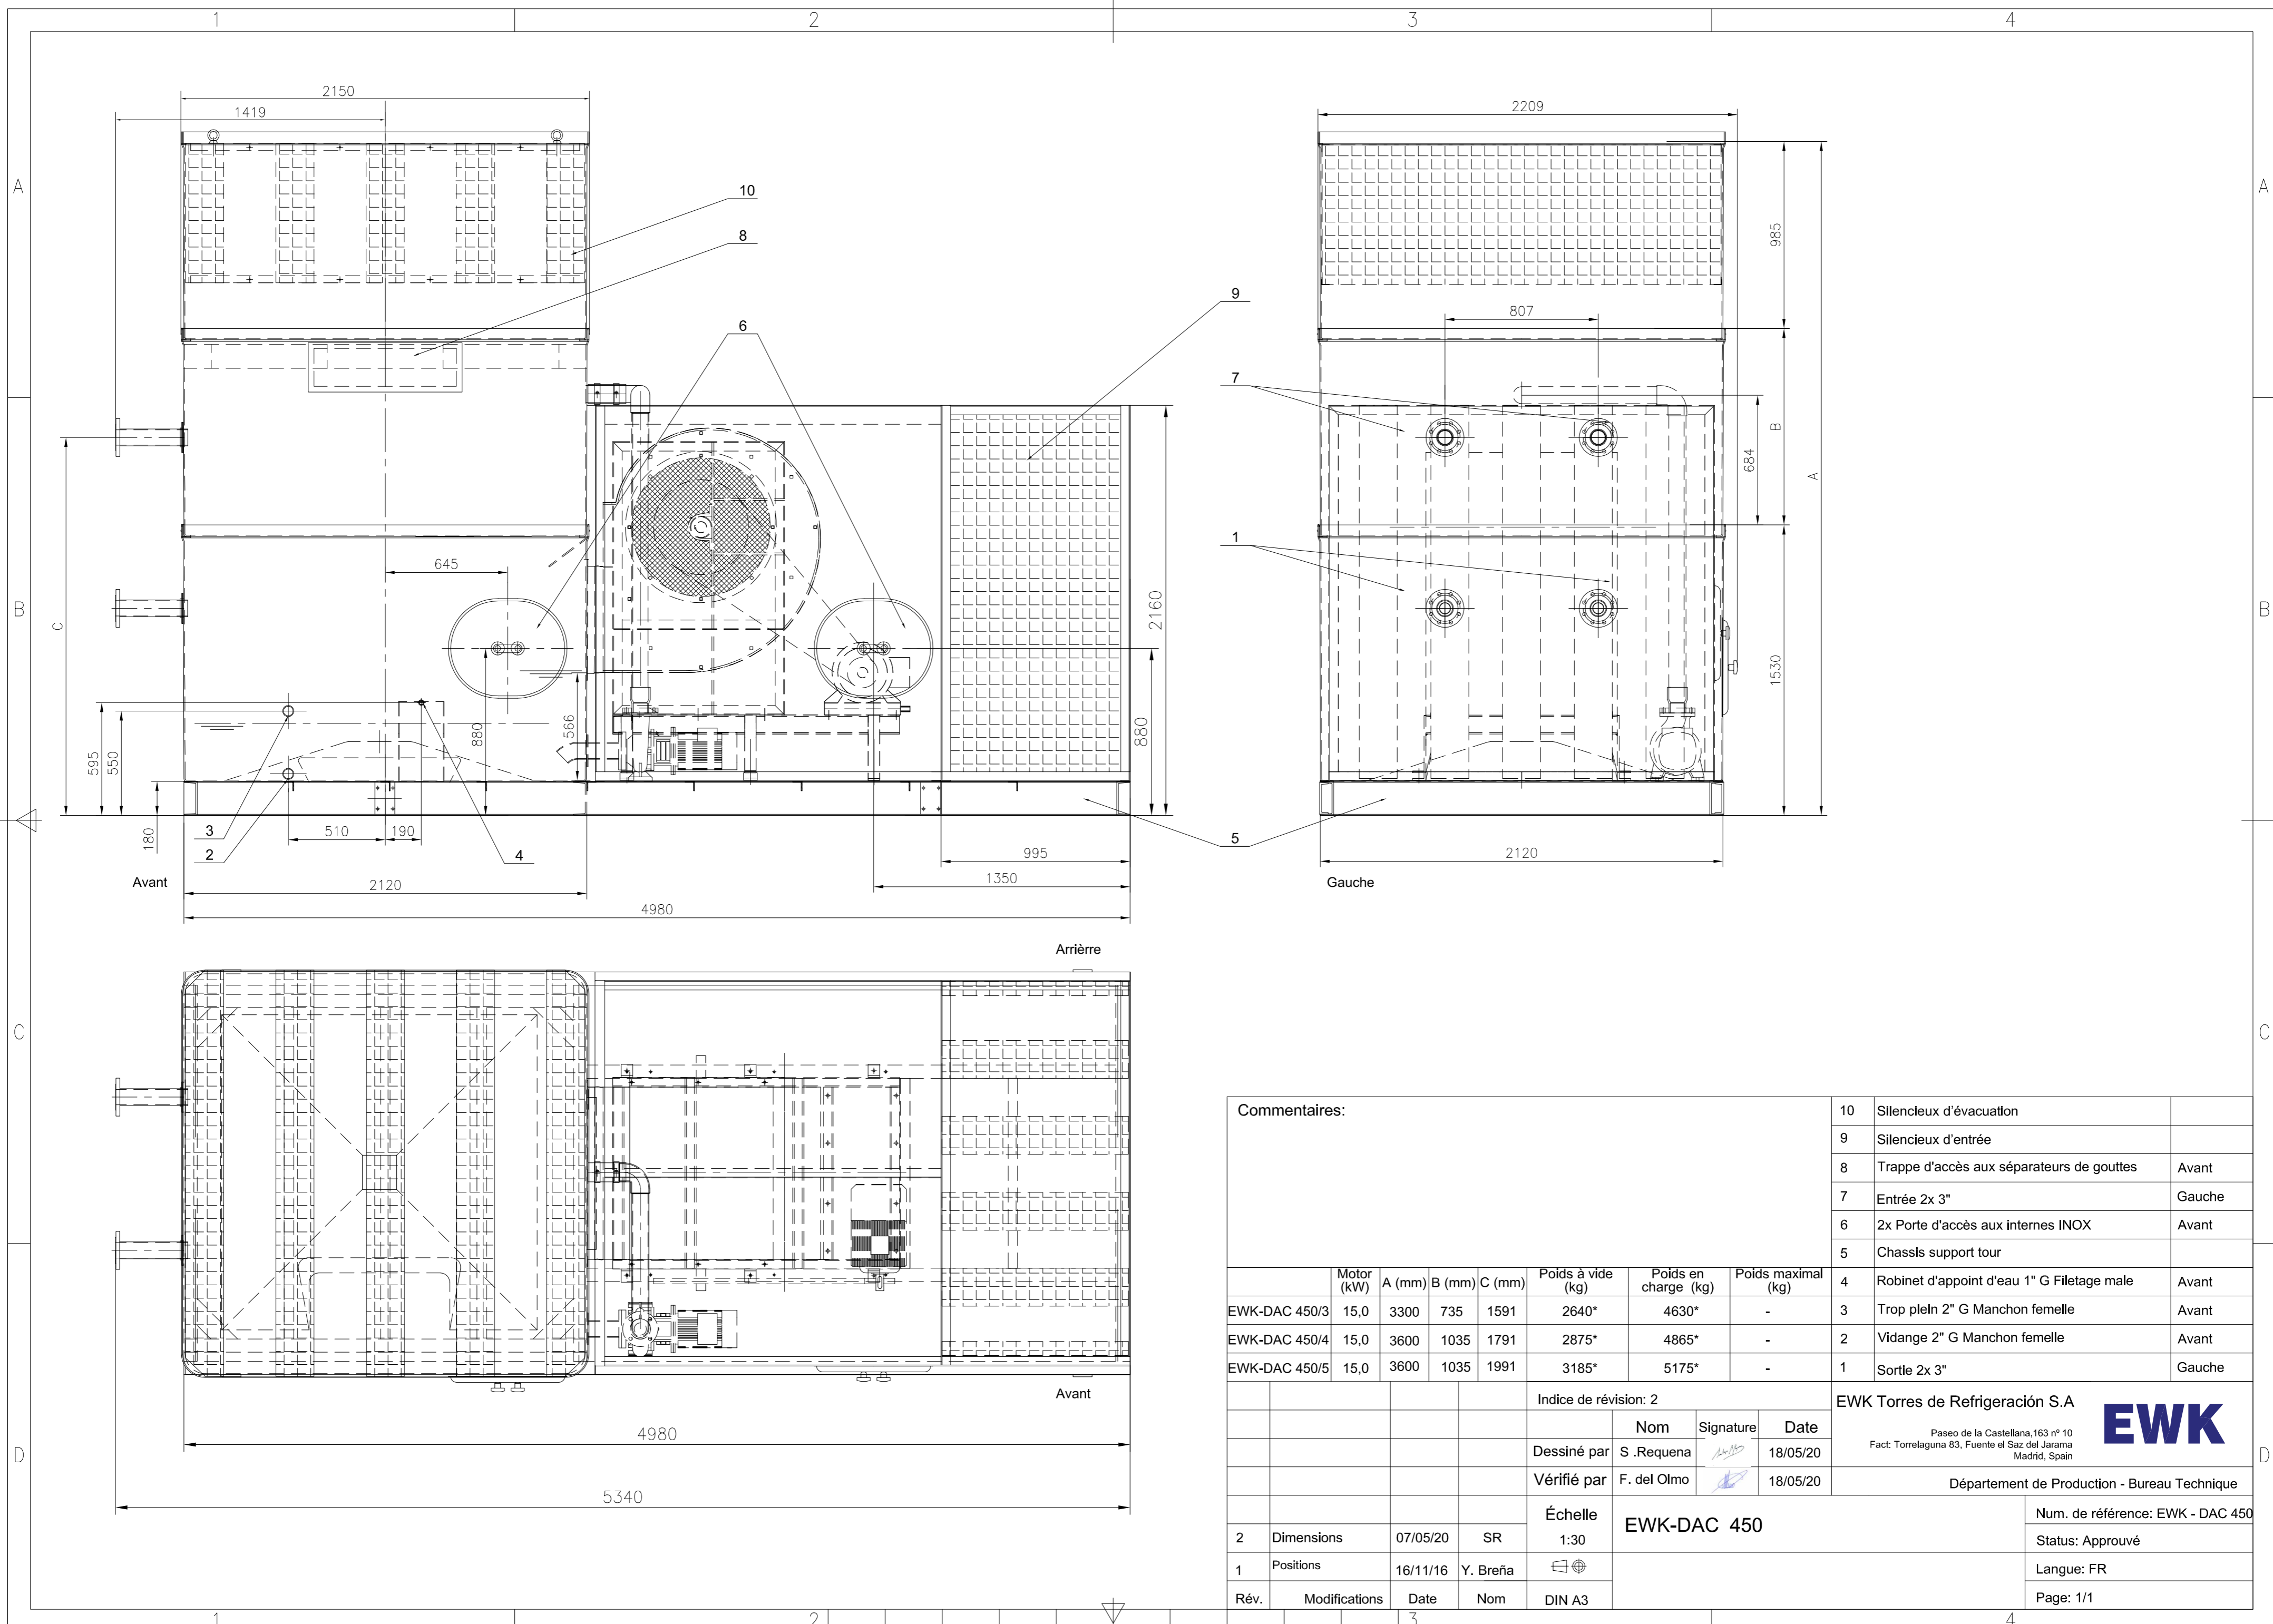 1 2 3 4
A A
B B
C C
D D
1 2 3 4
2150
1419
10
8
6
9
645
C
595
550
180
880
566
510
190
3
2
4
5
2160
880
995
1350
2120
4980
Avant
2209
807
7
1
985
B
684
A
1530
2120
Gauche
Arrièrre
Avant
4980
5340
Commentaires:
10 Silencieux d'évacuation
9 Silencieux d'entrée
8 Trappe d'accès aux séparateurs de gouttes Avant
7 Entrée 2x 3" Gauche
6 2x Porte d'accès aux internes INOX Avant
5 Chassis support tour
4 Robinet d'appoint d'eau 1" G Filetage male Avant
3 Trop plein 2" G Manchon femelle Avant
2 Vidange 2" G Manchon femelle Avant
1 Sortie 2x 3" Gauche
Motor (kW) A (mm) B (mm) C (mm) Poids à vide (kg) Poids en charge (kg) Poids maximal (kg)
EWK-DAC 450/3 15,0 3300 735 1591 2640* 4630* -
EWK-DAC 450/4 15,0 3600 1035 1791 2875* 4865* -
EWK-DAC 450/5 15,0 3600 1035 1991 3185* 5175* -
Indice de révision: 2
Nom Signature Date
Dessiné par S .Requena 18/05/20
Vérifié par F. del Olmo 18/05/20
EWK Torres de Refrigeración S.A
Paseo de la Castellana,163 nº 10
Fact: Torrelaguna 83, Fuente el Saz del Jarama
Madrid, Spain
EWK
Département de Production - Bureau Technique
Échelle
1:30
EWK-DAC 450
Num. de référence: EWK - DAC 450
Status: Approuvé
Langue: FR
Page: 1/1
2 Dimensions 07/05/20 SR
1 Positions 16/11/16 Y. Breña
Rév. Modifications Date Nom
DIN A3